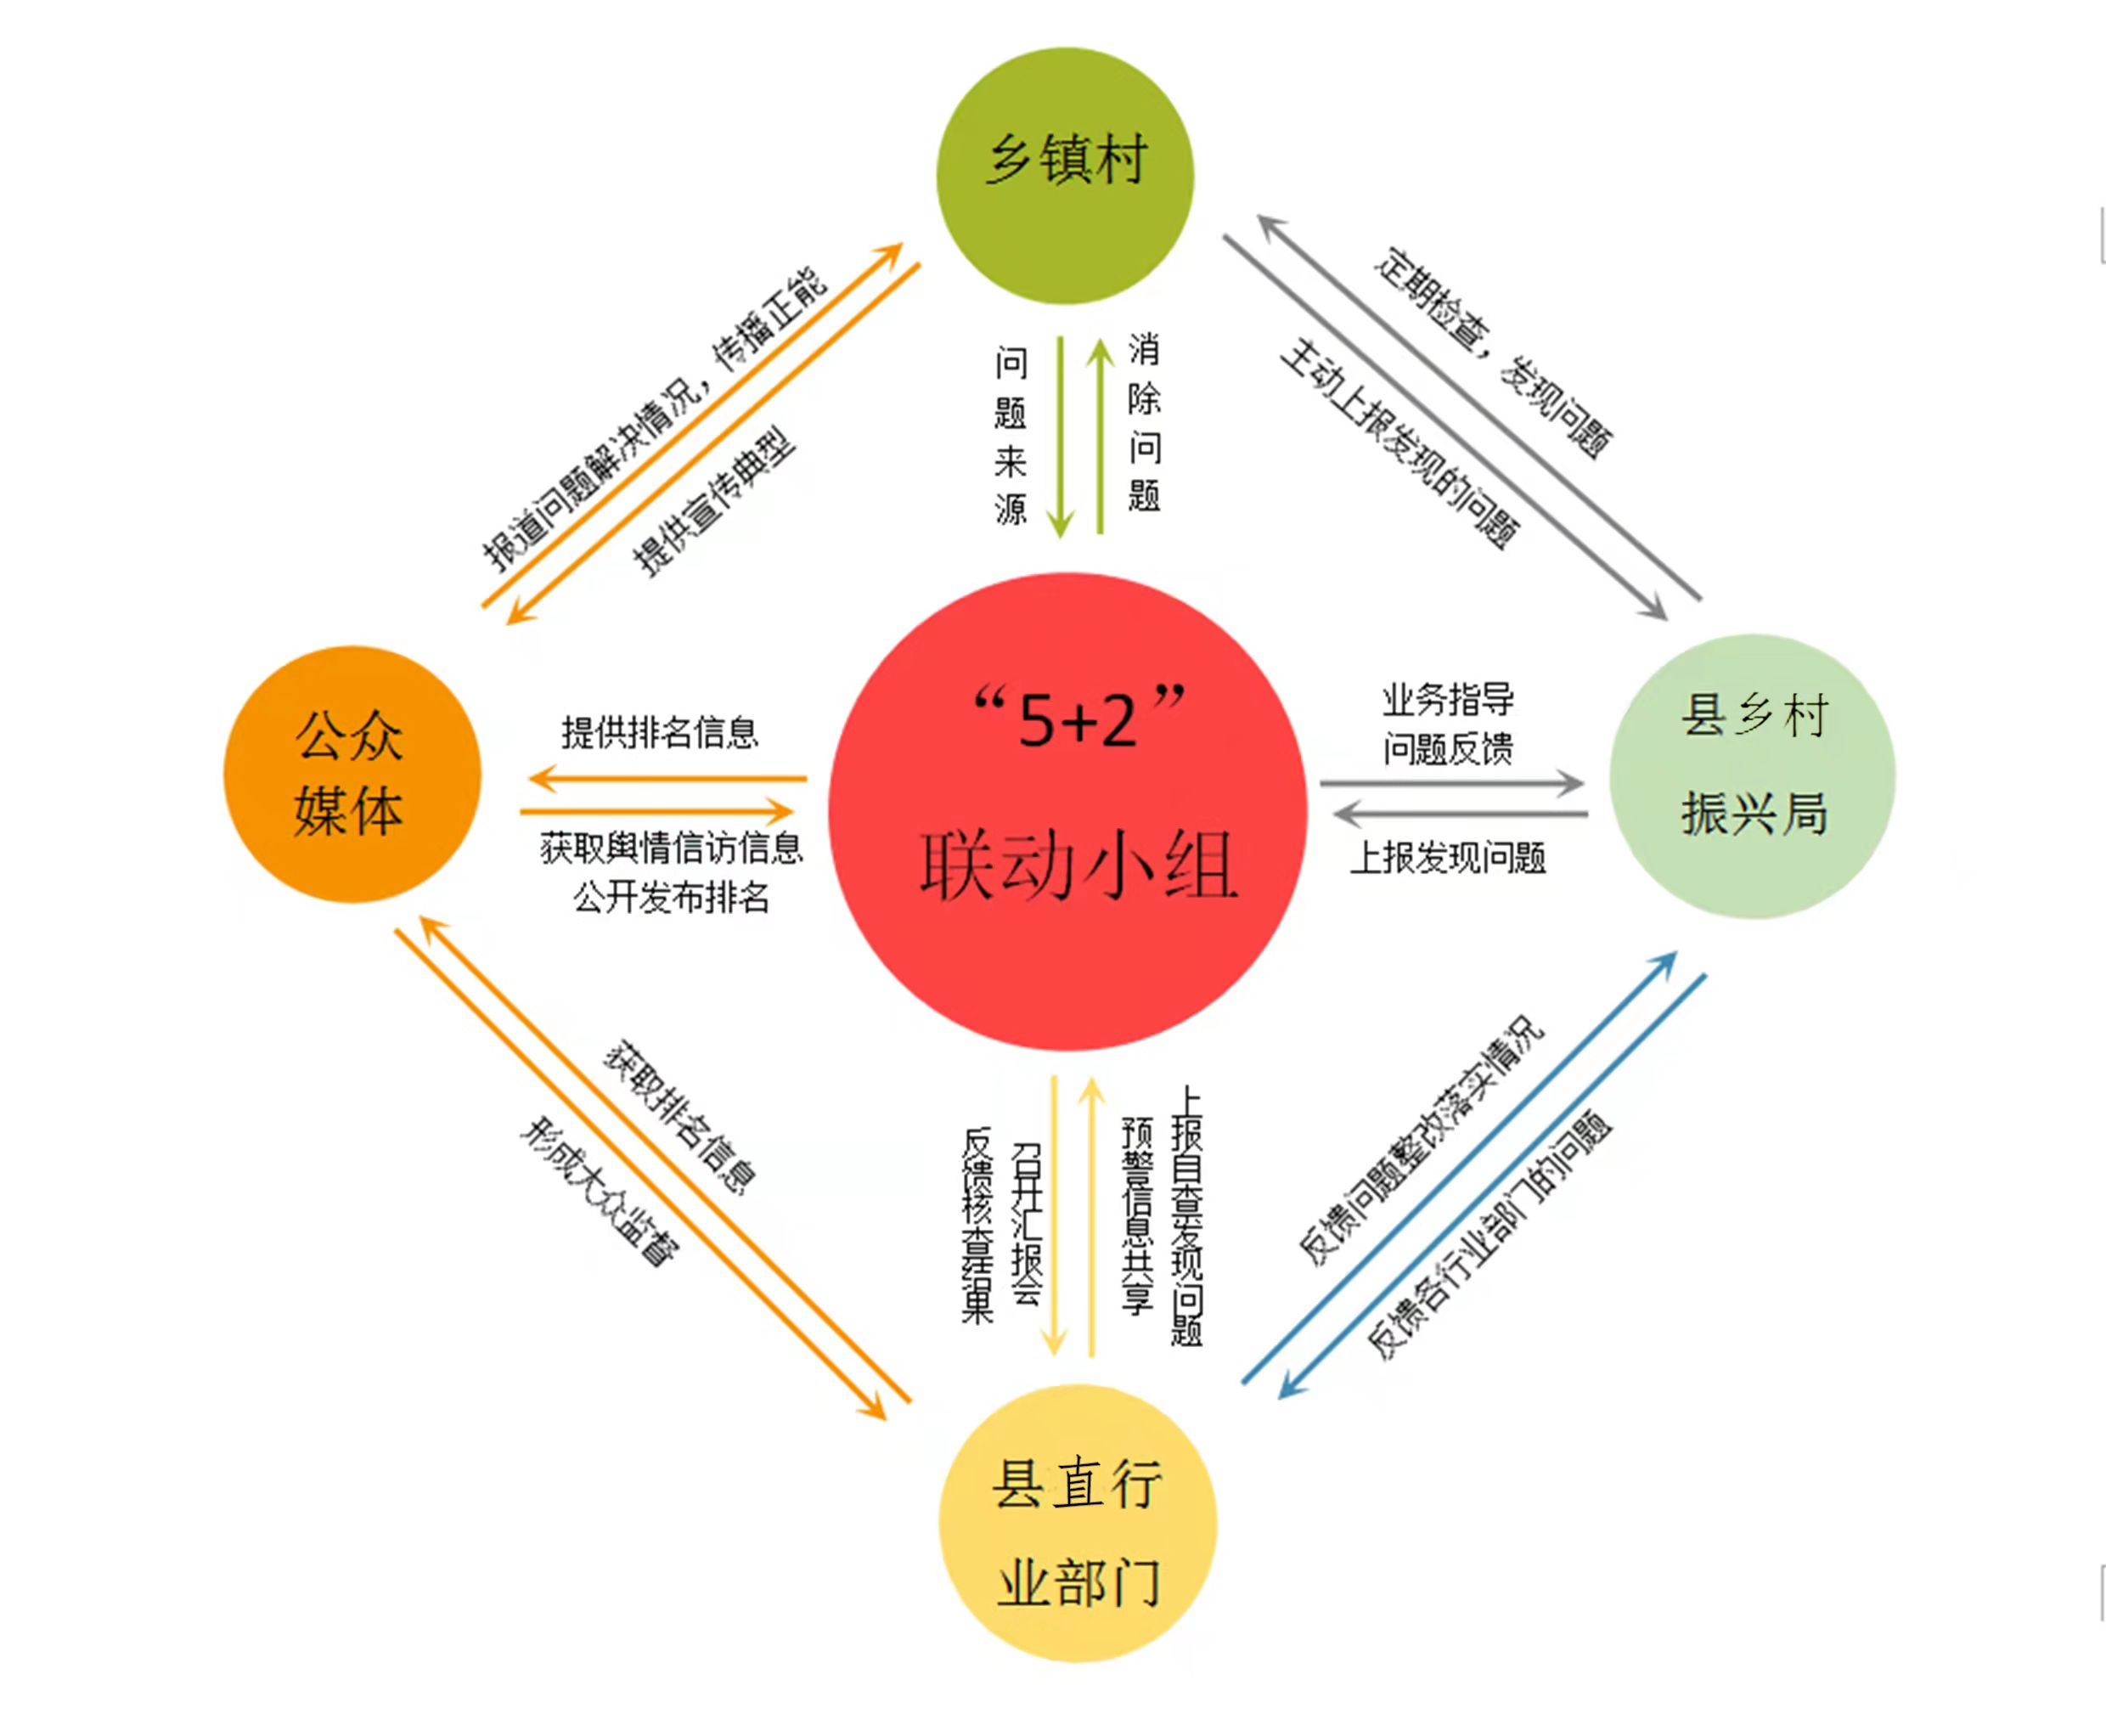 乡镇村
定期检查，发现问题
主动上报发现的问题
报道问题解决情况，传播正能
提供宣传典型
问题来源
消除问题
公众
媒体
提供排名信息
获取舆情信访信息
公开发布排名
“5+2”
联动小组
业务指导
问题反馈
上报发现问题
县乡村
振兴局
获取排名信息
形成大众监督
反馈核查结果
召开汇报会
预警信息共享
上报自查发现问题
反馈问题整改落实情况
反馈各行业部门的问题
县直行
业部门